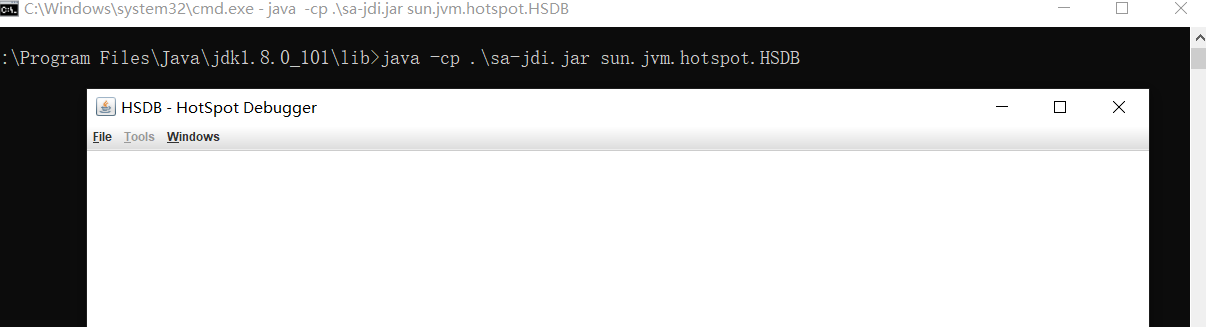 C:\Windows\system32\cmd.exe - java  -cp .\sa-jdi.jar sun.jvm.hotspot.HSDB
:\Program Files\Java\jdk1.8.0_101\lib>java -cp .\sa-jdi.jar sun.jvm.hotspot.HSDB
HSDB - HotSpot Debugger
File Tools Windows